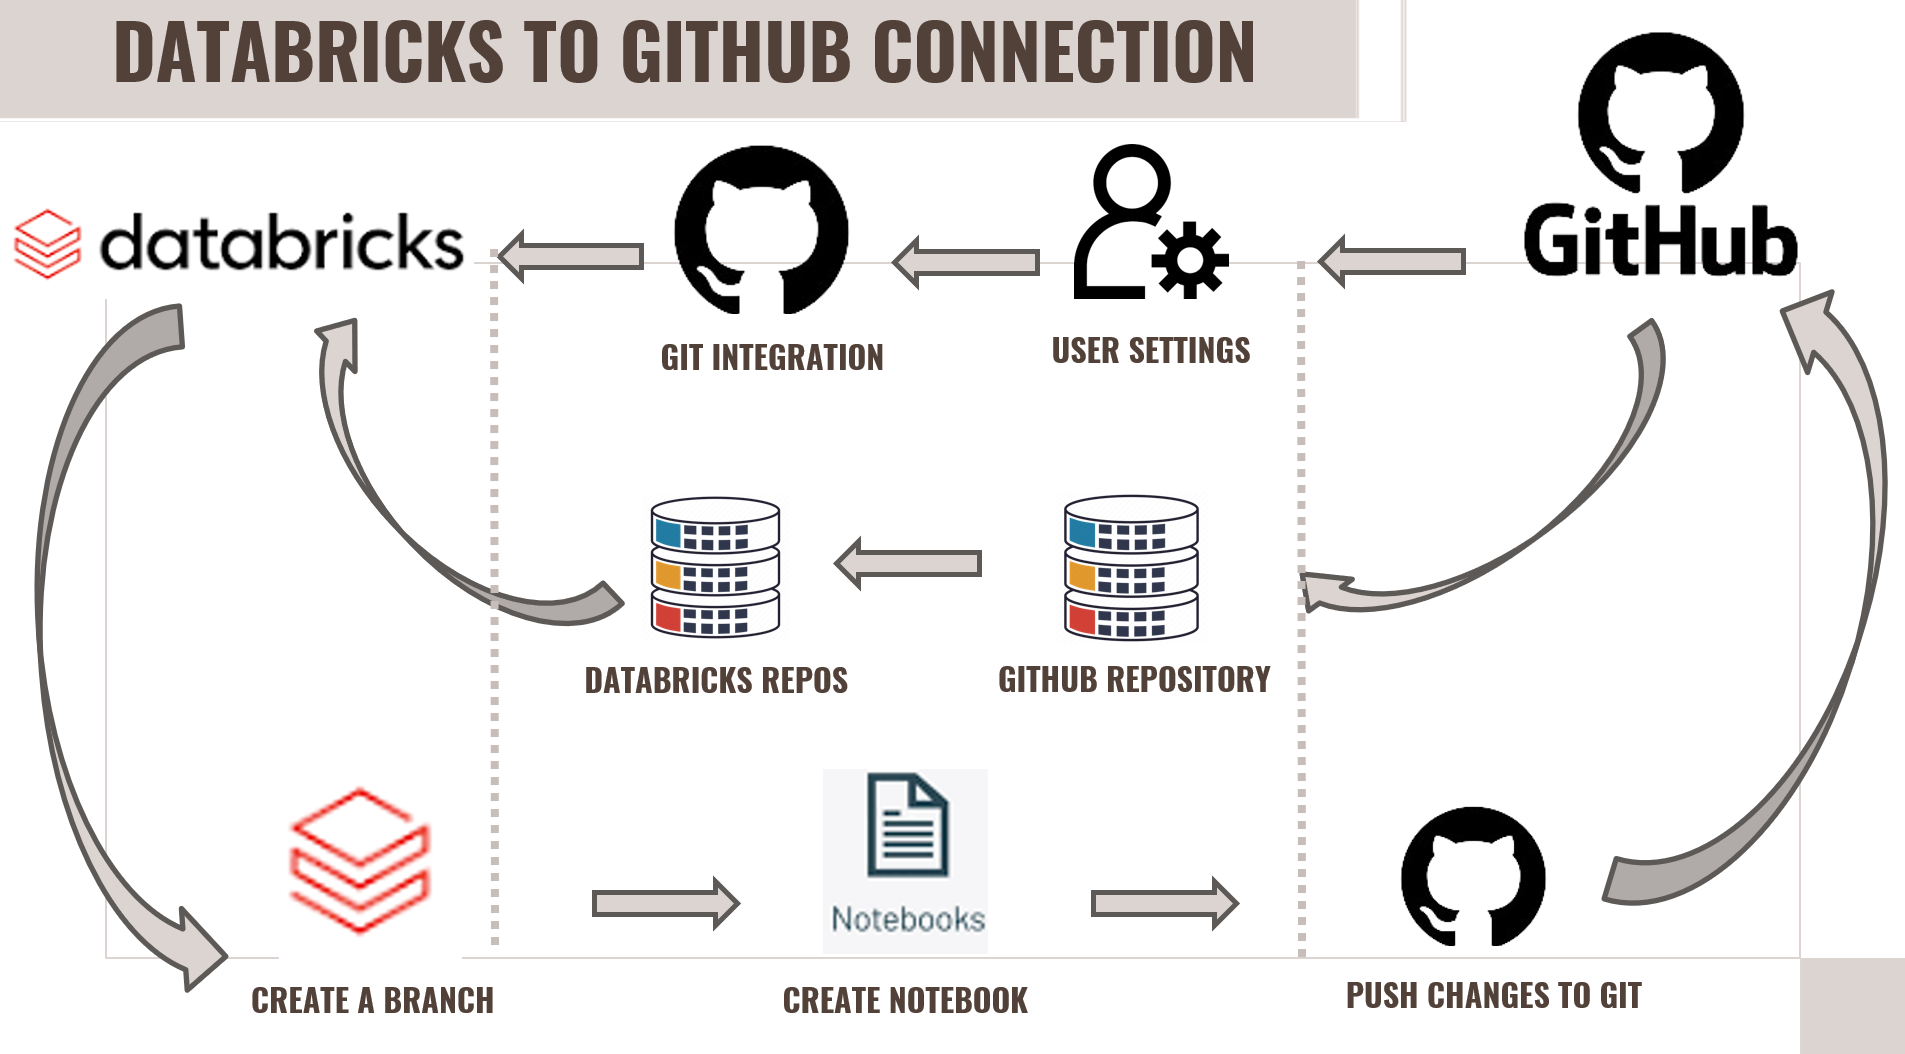 DATABRICKS TO GITHUB CONNECTION
databricks
GitHub
GIT INTEGRATION
USER SETTINGS
DATABRICKS REPOS
GITHUB REPOSITORY
Notebooks
CREATE A BRANCH
CREATE NOTEBOOK
PUSH CHANGES TO GIT